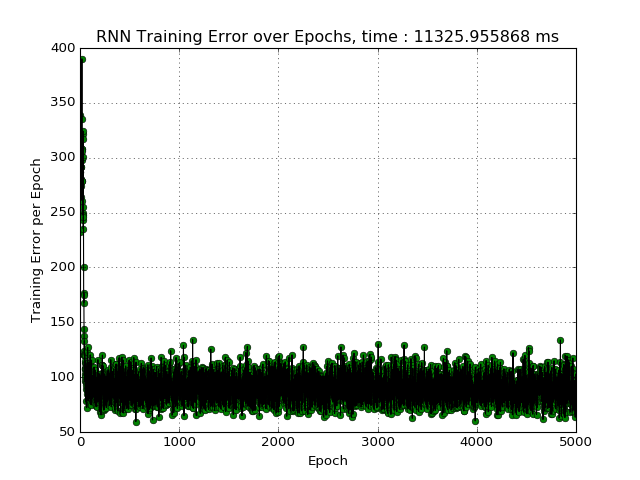 RNN Training Error over Epochs, time : 11325.955868 ms
400
350
300
250
200
150
100
50
Training Error per Epoch
0 1000 2000 3000 4000 5000
Epoch